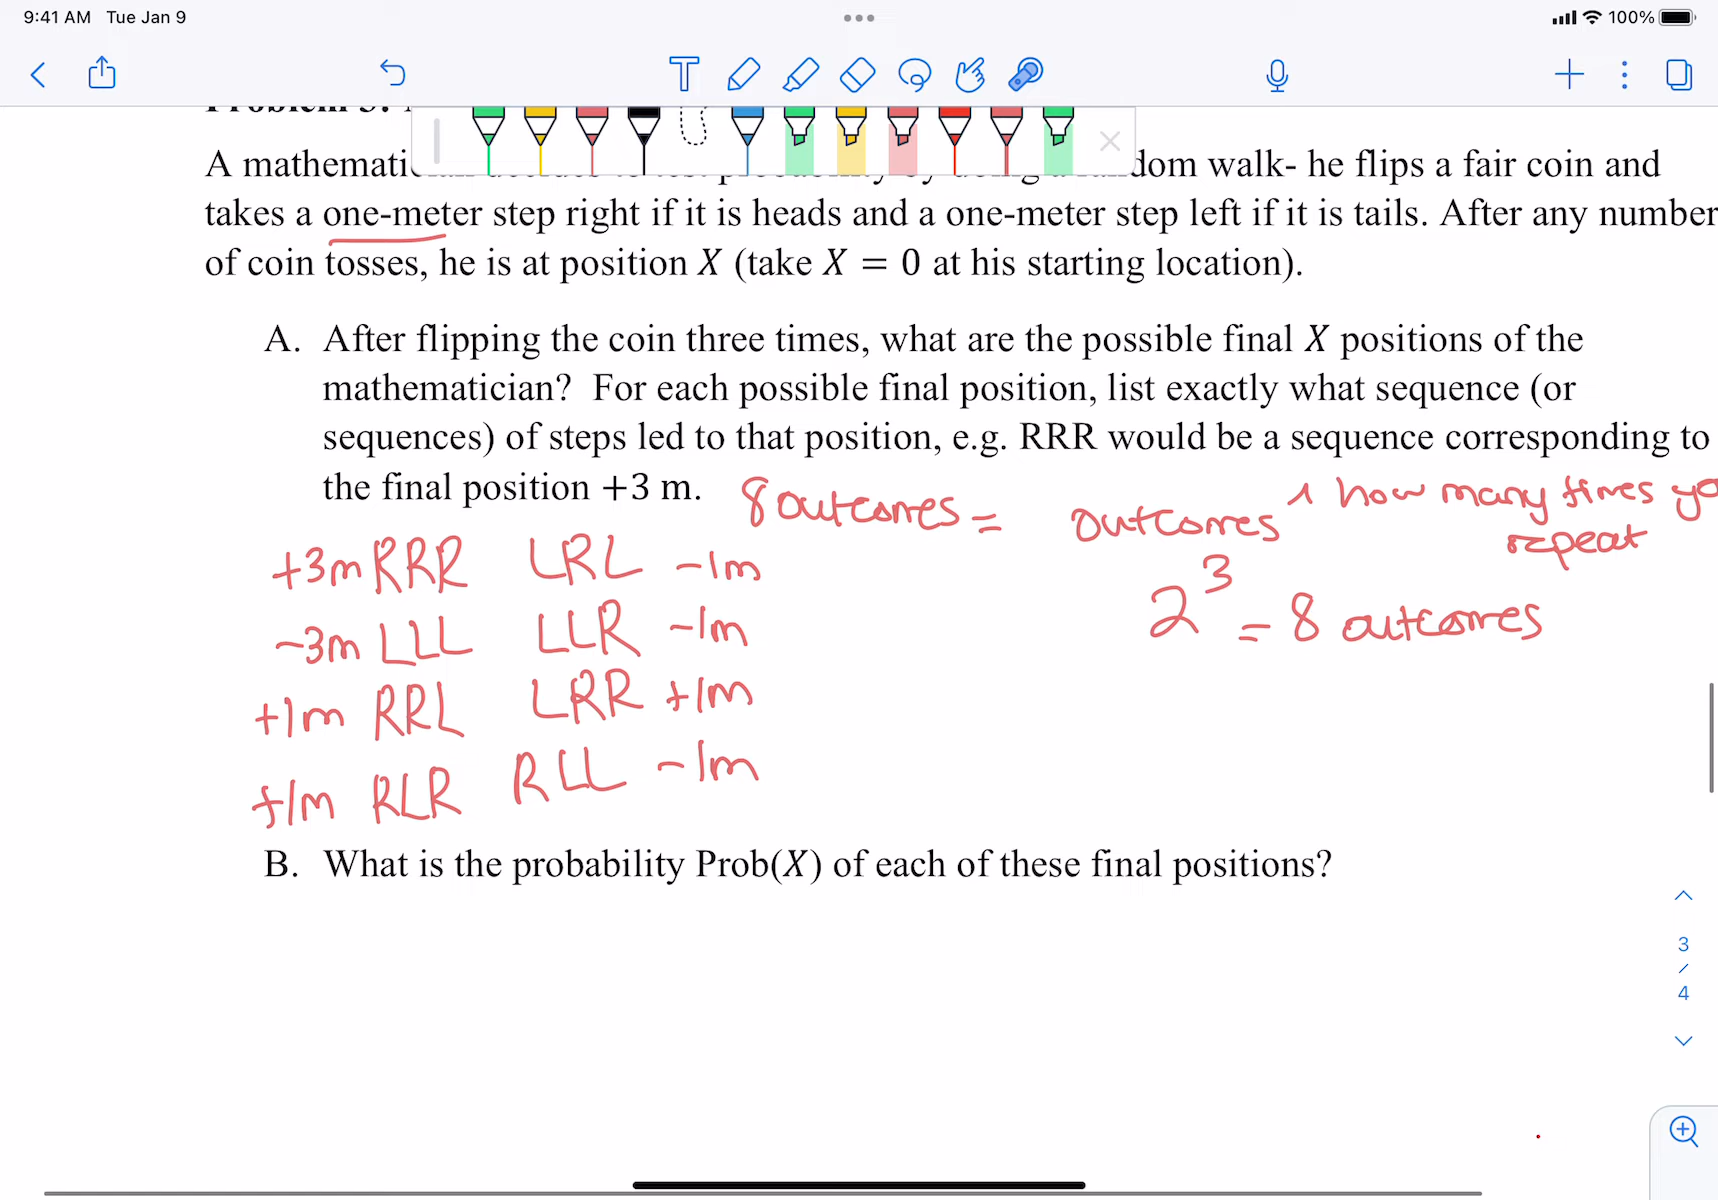 9:41 AM Tue Jan 9
100%
T
A mathemati dom walk- he flips a fair coin and
takes a one-meter step right if it is heads and a one-meter step left if it is tails. After any number
of coin tosses, he is at position X (take X = 0 at his starting location).
A. After flipping the coin three times, what are the possible final X positions of the
mathematician? For each possible final position, list exactly what sequence (or
sequences) of steps led to that position, e.g. RRR would be a sequence corresponding to
the final position +3 m.
8 outcomes = outcomes ^ how many times yo
repeat
+3m RRR LRL -1m
2^3 = 8 outcomes
-3m LLL LLR -1m
+1m RRL LRR +1m
+1m RLR RLL -1m
B. What is the probability Prob(X) of each of these final positions?
3
/
4